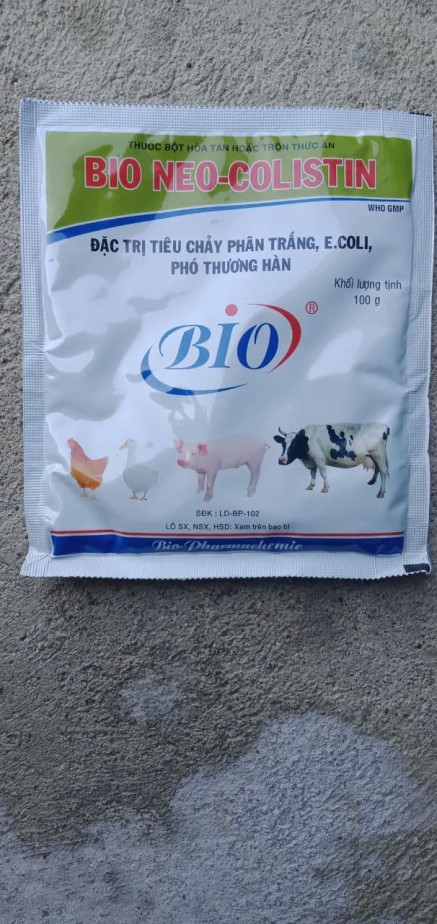 THUỐC BỘT HÒA TAN HOẶC TRỘN THỨC ĂN
BIO NEO-COLISTIN
WHO GMP
ĐẶC TRỊ TIÊU CHẢY PHÂN TRẮNG, E.COLI,
PHÓ THƯƠNG HÀN
Khối lượng tịnh
100 g
BIO ®
SĐK : LD-BP-102
LÔ SX, NSX, HSD: Xem trên bao bì
Bio Pharmachemie